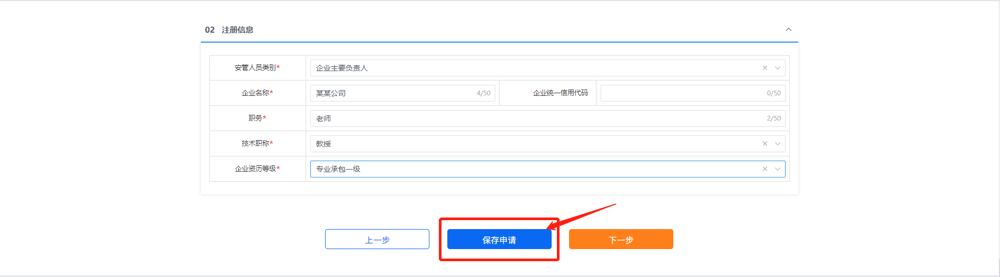 02 注册信息
安管人员类别* 企业主要负责人
企业名称* 某某公司 4/50 企业统一信用代码 0/50
职务* 老师 2/50
技术职称* 教授
企业资历等级* 专业承包一级
上一步 保存申请 下一步